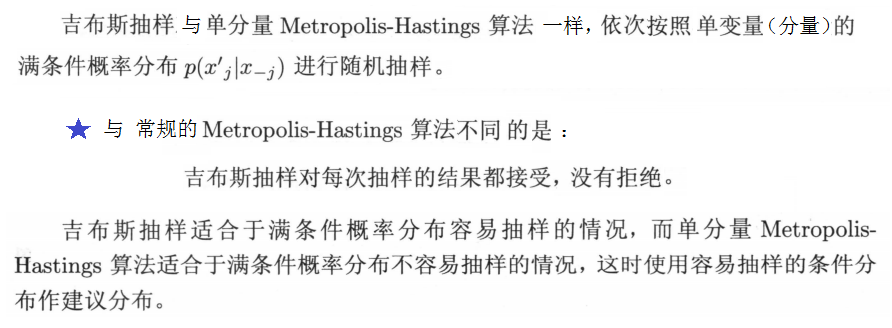 吉布斯抽样与单分量 Metropolis-Hastings 算法 一样，依次按照 单变量（分量）的
满条件概率分布 p(x′_j|x_{−j}) 进行随机抽样。
★ 与 常规的 Metropolis-Hastings 算法不同 的是：
吉布斯抽样对每次抽样的结果都接受，没有拒绝。
吉布斯抽样适合于满条件概率分布容易抽样的情况，而单分量 Metropolis-
Hastings 算法适合于满条件概率分布不容易抽样的情况，这时使用容易抽样的条件分
布作建议分布。